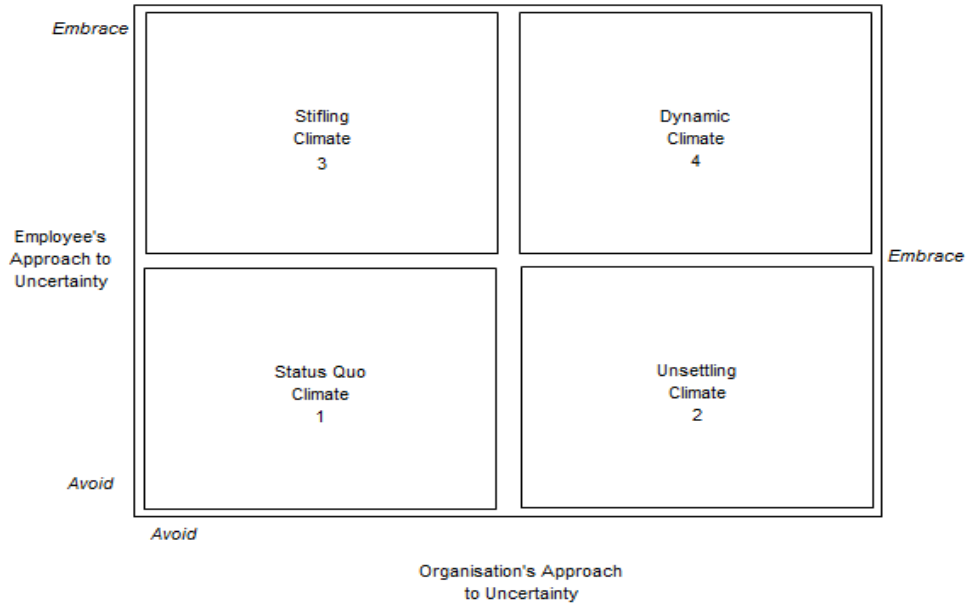 Embrace
Stifling
Climate
3
Dynamic
Climate
4
Employee's
Approach to
Uncertainty
Embrace
Status Quo
Climate
1
Unsettling
Climate
2
Avoid
Avoid
Organisation's Approach
to Uncertainty